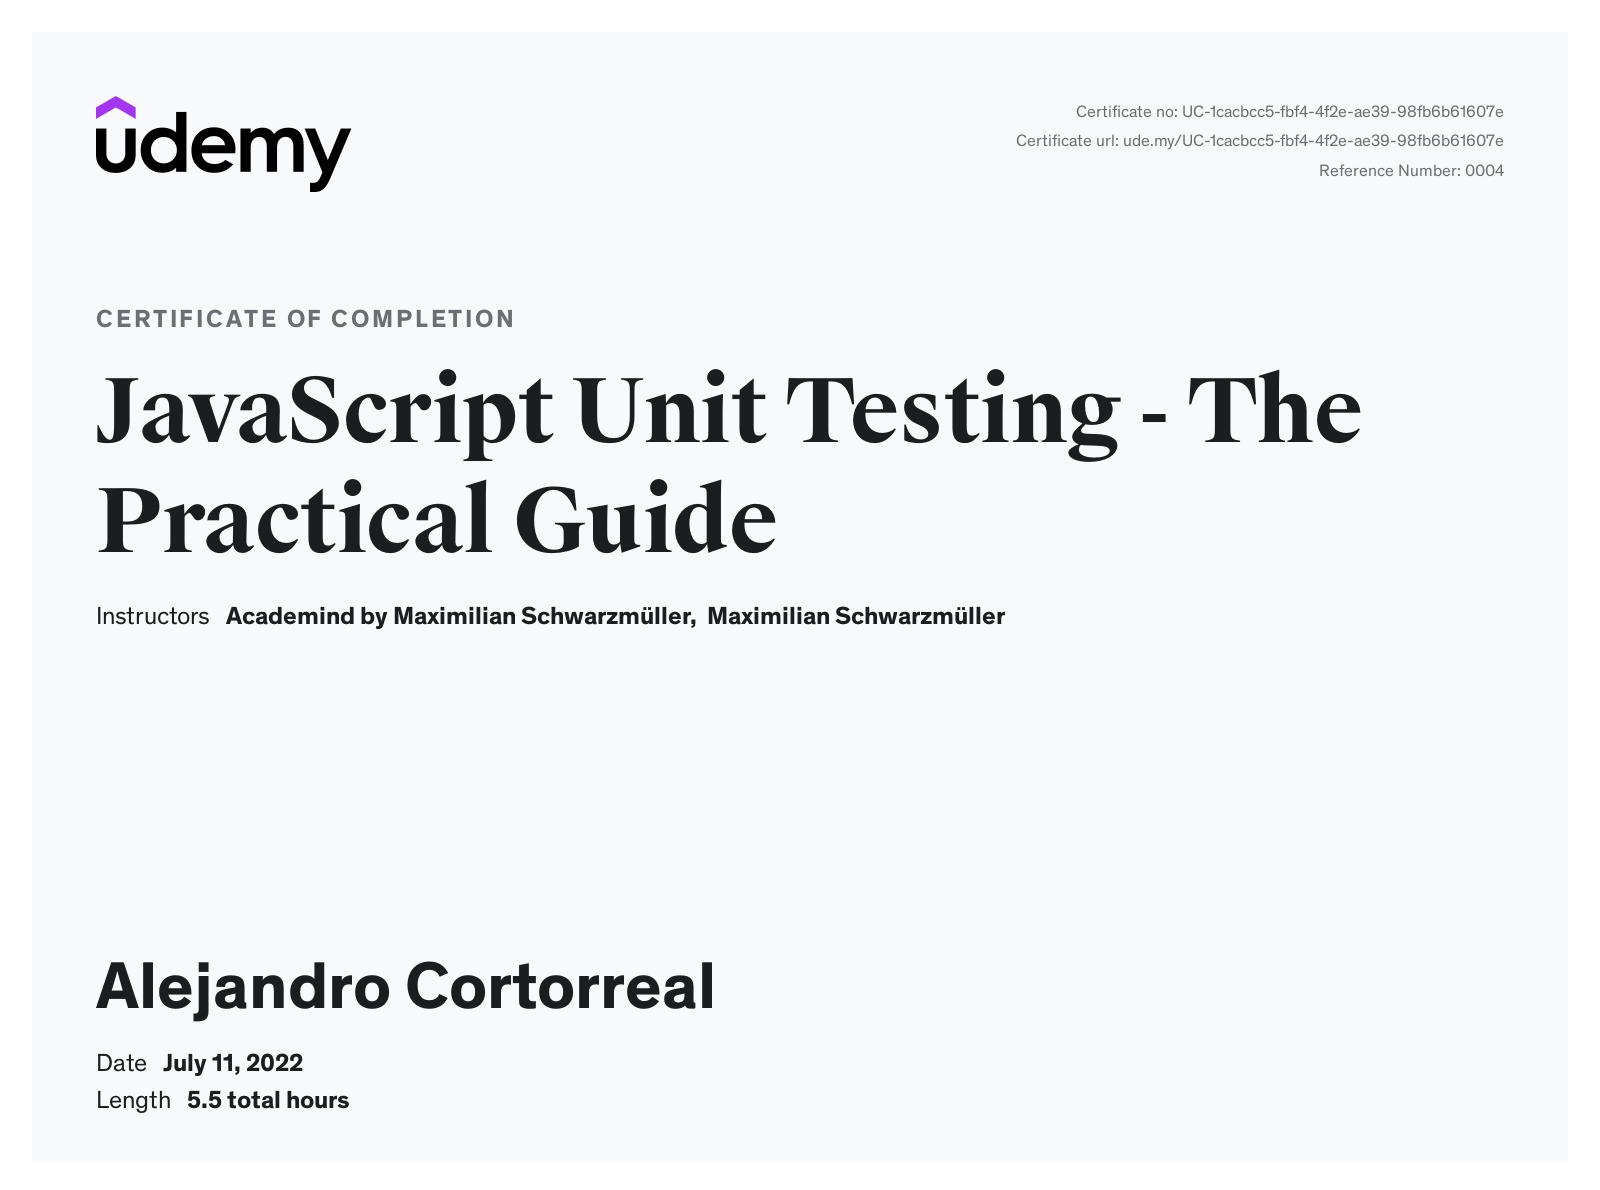 udemy
Certificate no: UC-1cacbcc5-fbf4-4f2e-ae39-98fb6b61607e
Certificate url: ude.my/UC-1cacbcc5-fbf4-4f2e-ae39-98fb6b61607e
Reference Number: 0004
CERTIFICATE OF COMPLETION
JavaScript Unit Testing - The
Practical Guide
Instructors Academind by Maximilian Schwarzmüller, Maximilian Schwarzmüller
Alejandro Cortorreal
Date July 11, 2022
Length 5.5 total hours